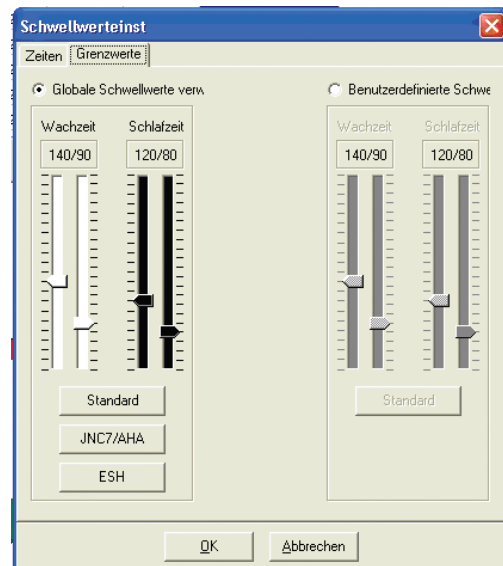 Schwellwerteinst
Zeiten Grenzwerte
Globale Schwellwerte verw
Wachzeit Schlafzeit
140/90 120/80
Standard
JNC7/AHA
ESH
Benutzerdefinierte Schwe
Wachzeit Schlafzeit
140/90 120/80
Standard
OK Abbrechen